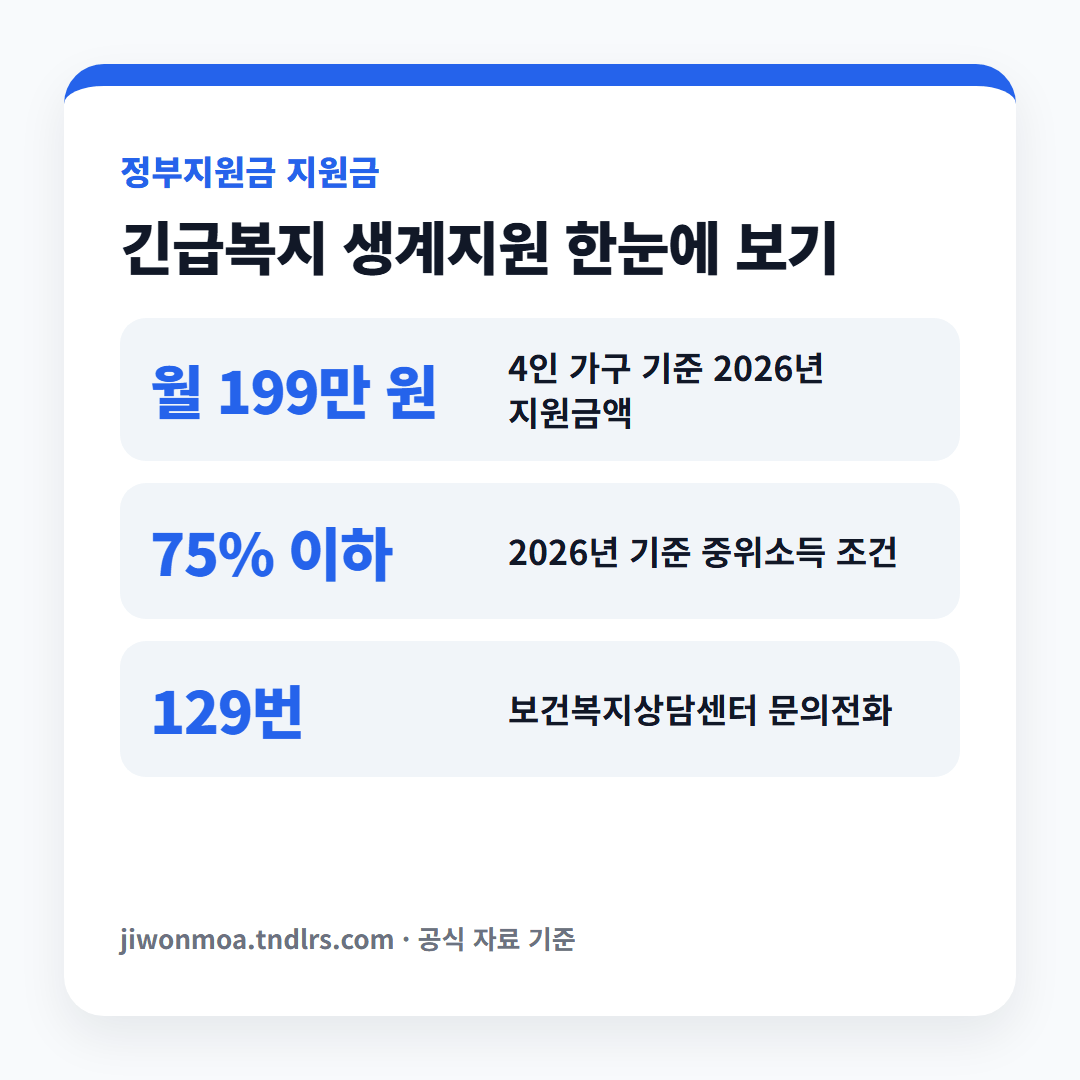 정부지원금 지원금
긴급복지 생계지원 한눈에 보기
월 199만 원
4인 가구 기준 2026년
지원금액
75% 이하
2026년 기준 중위소득 조건
129번
보건복지상담센터 문의전화
jiwonmoa.tndlrs.com · 공식 자료 기준